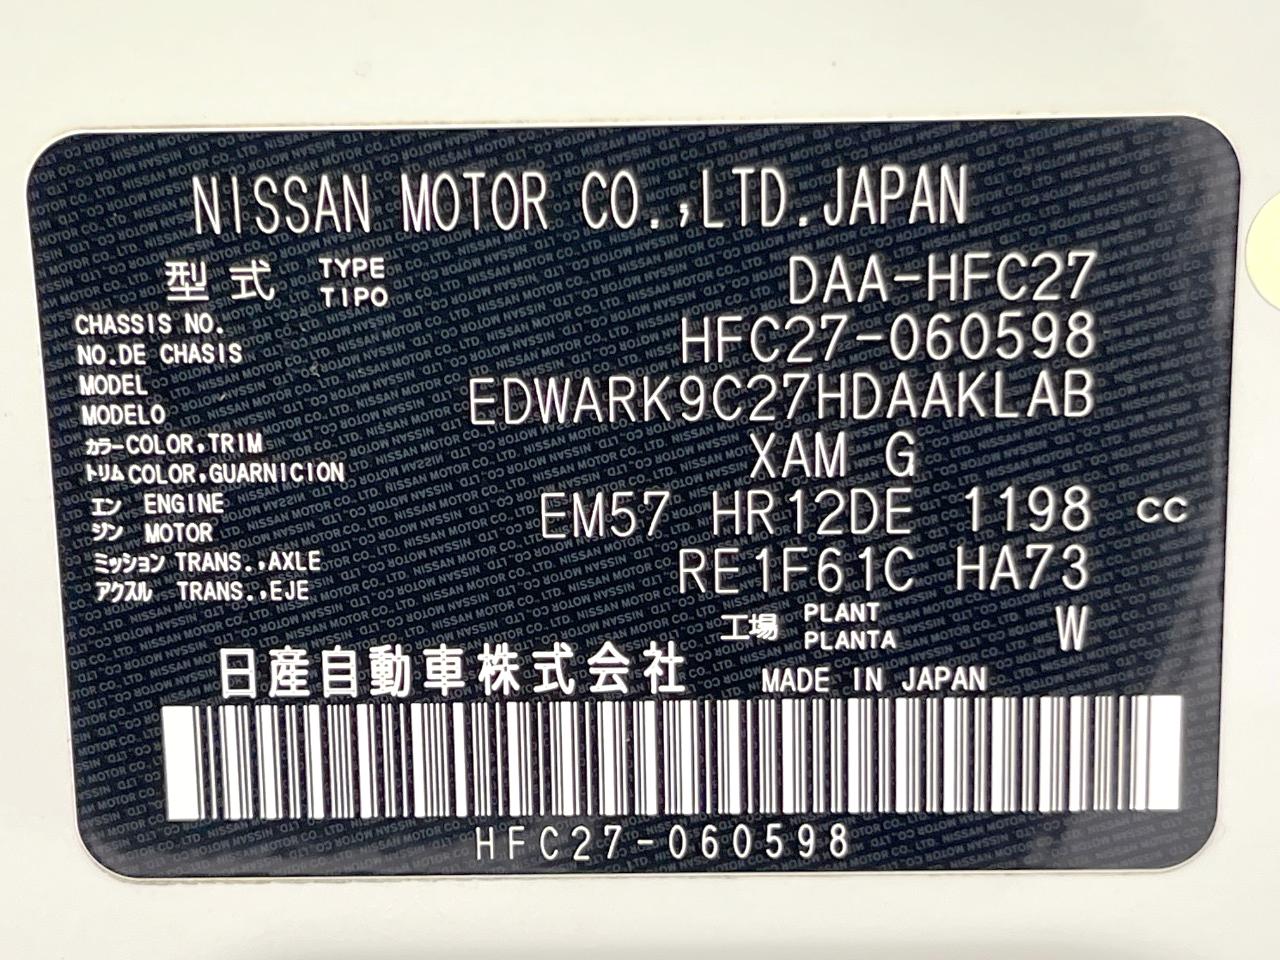 NISSAN MOTOR CO.,LTD.JAPAN
型式 TYPE TIPO DAA-HFC27
CHASSIS NO. NO.DE CHASIS HFC27-060598
MODEL MODELO EDWARK9C27HDAAKLAB
カラー COLOR,TRIM
トリム COLOR,GUARNICION XAM G
エン ENGINE
ジン MOTOR EM57 HR12DE 1198 cc
ミッション TRANS.,AXLE
アクスル TRANS.,EJE RE1F61C HA73
工場 PLANT PLANTA W
日産自動車株式会社 MADE IN JAPAN
HFC27-060598